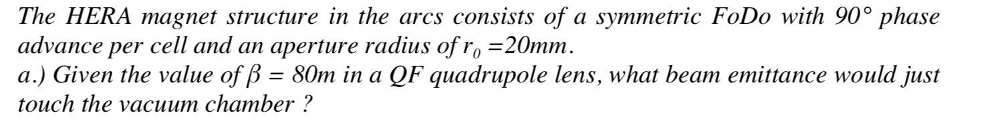 The HERA magnet structure in the arcs consists of a symmetric FoDo with 90° phase
advance per cell and an aperture radius of r₀ =20mm.
a.) Given the value of β = 80m in a QF quadrupole lens, what beam emittance would just
touch the vacuum chamber ?